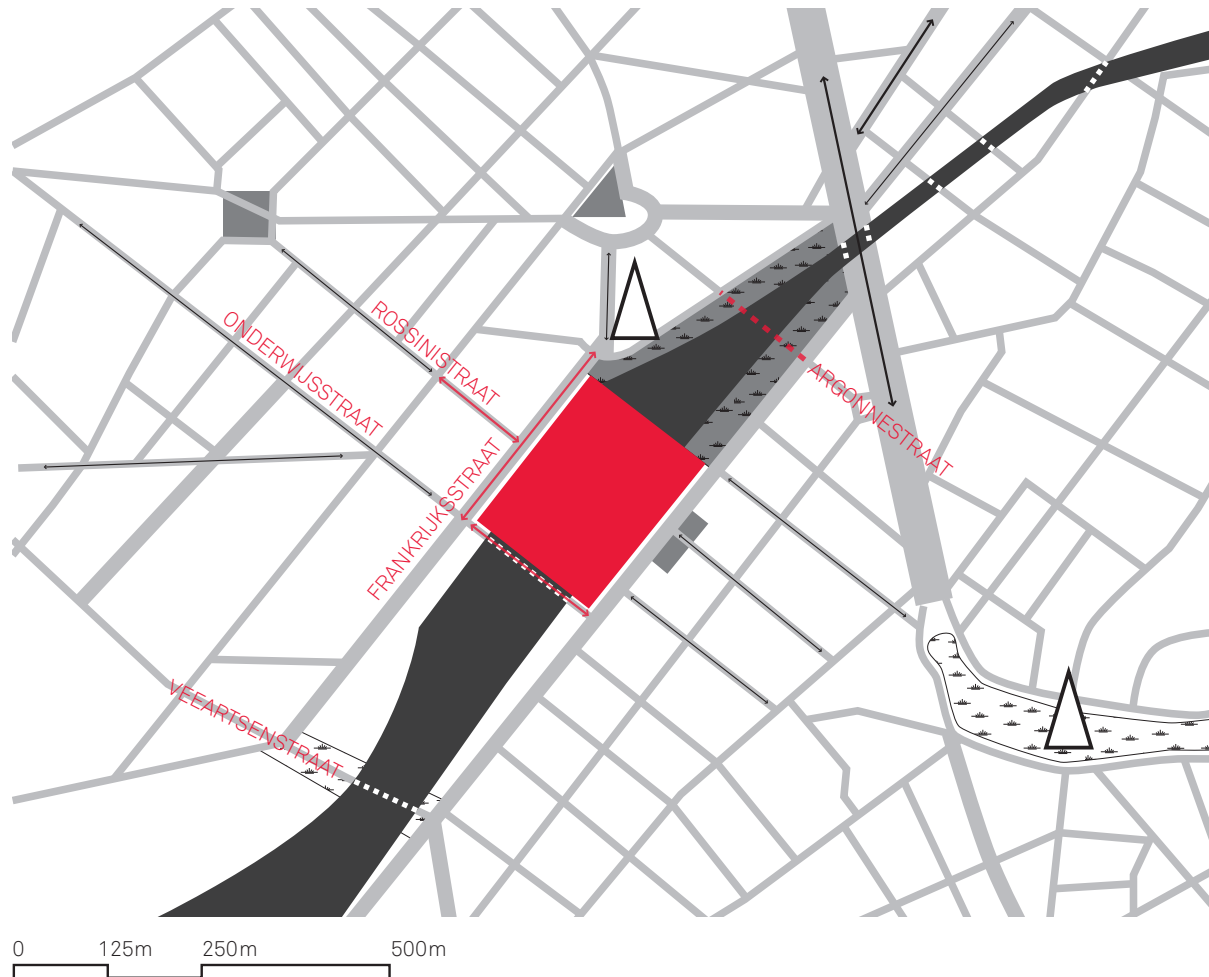 ROSSINISTRAAT
ONDERWIJSSTRAAT
ARGONNESTRAAT
FRANKRIJKSSTRAAT
VEEARTSENSTRAAT
0 125m 250m 500m